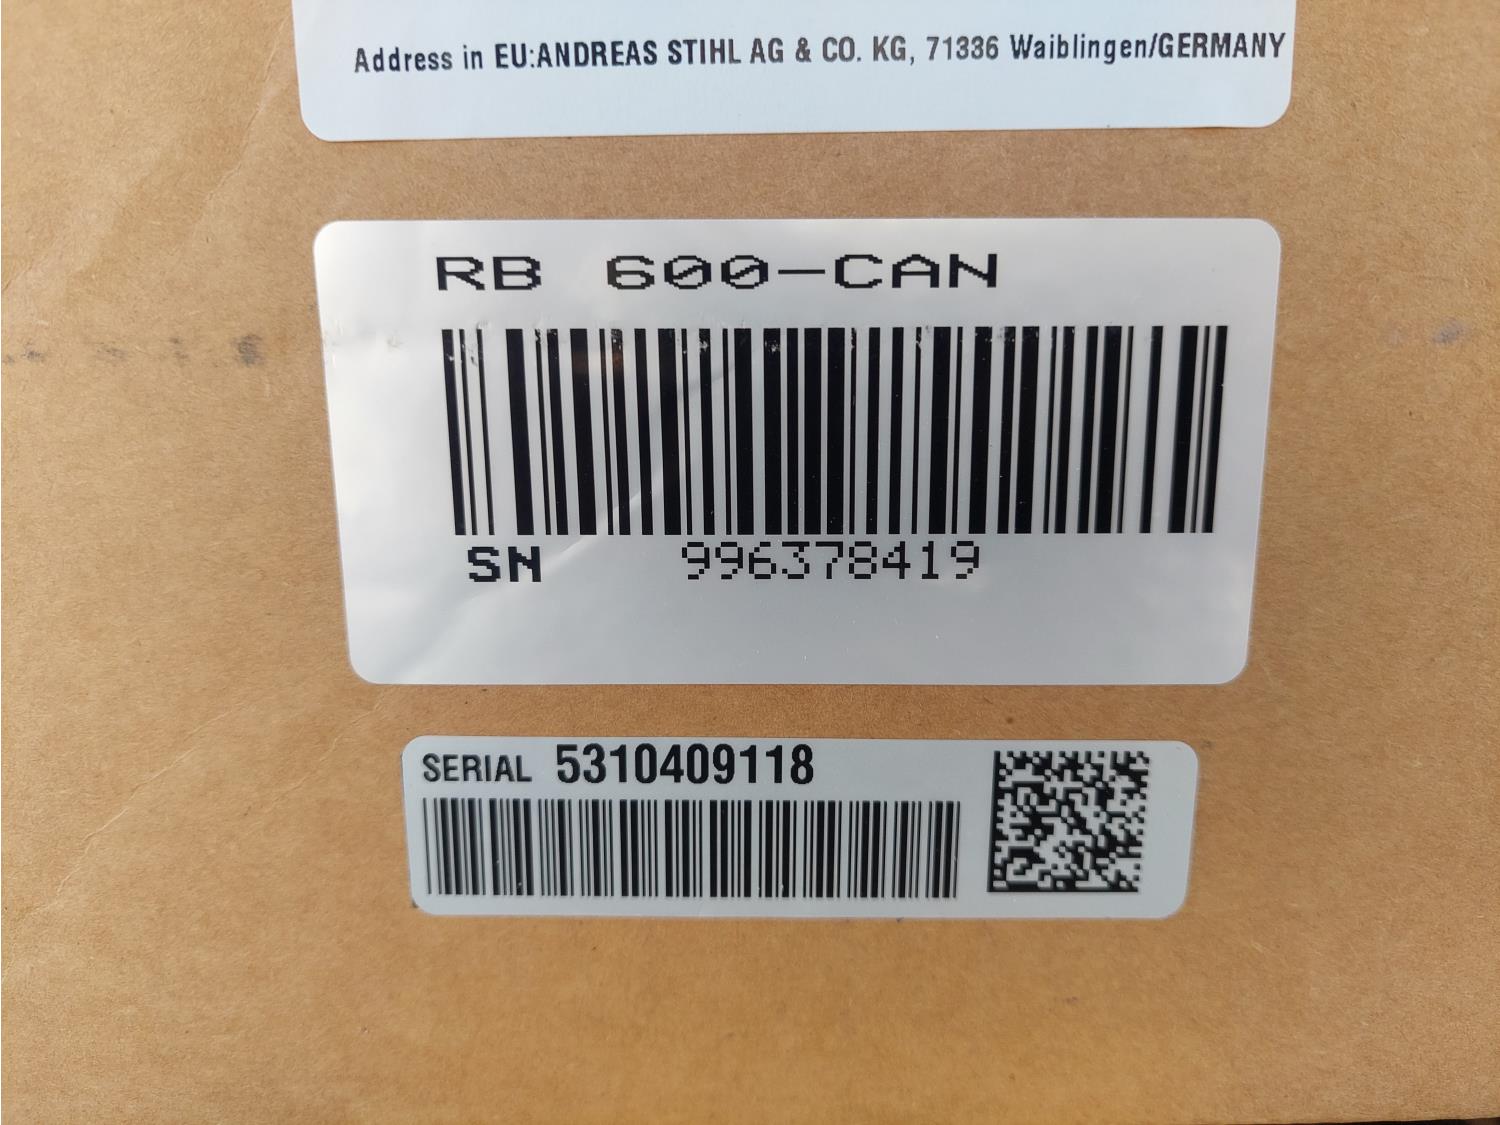 Address in EU:ANDREAS STIHL AG & CO. KG, 71336 Waiblingen/GERMANY
RB 600-CAN
SN 996378419
SERIAL 5310409118